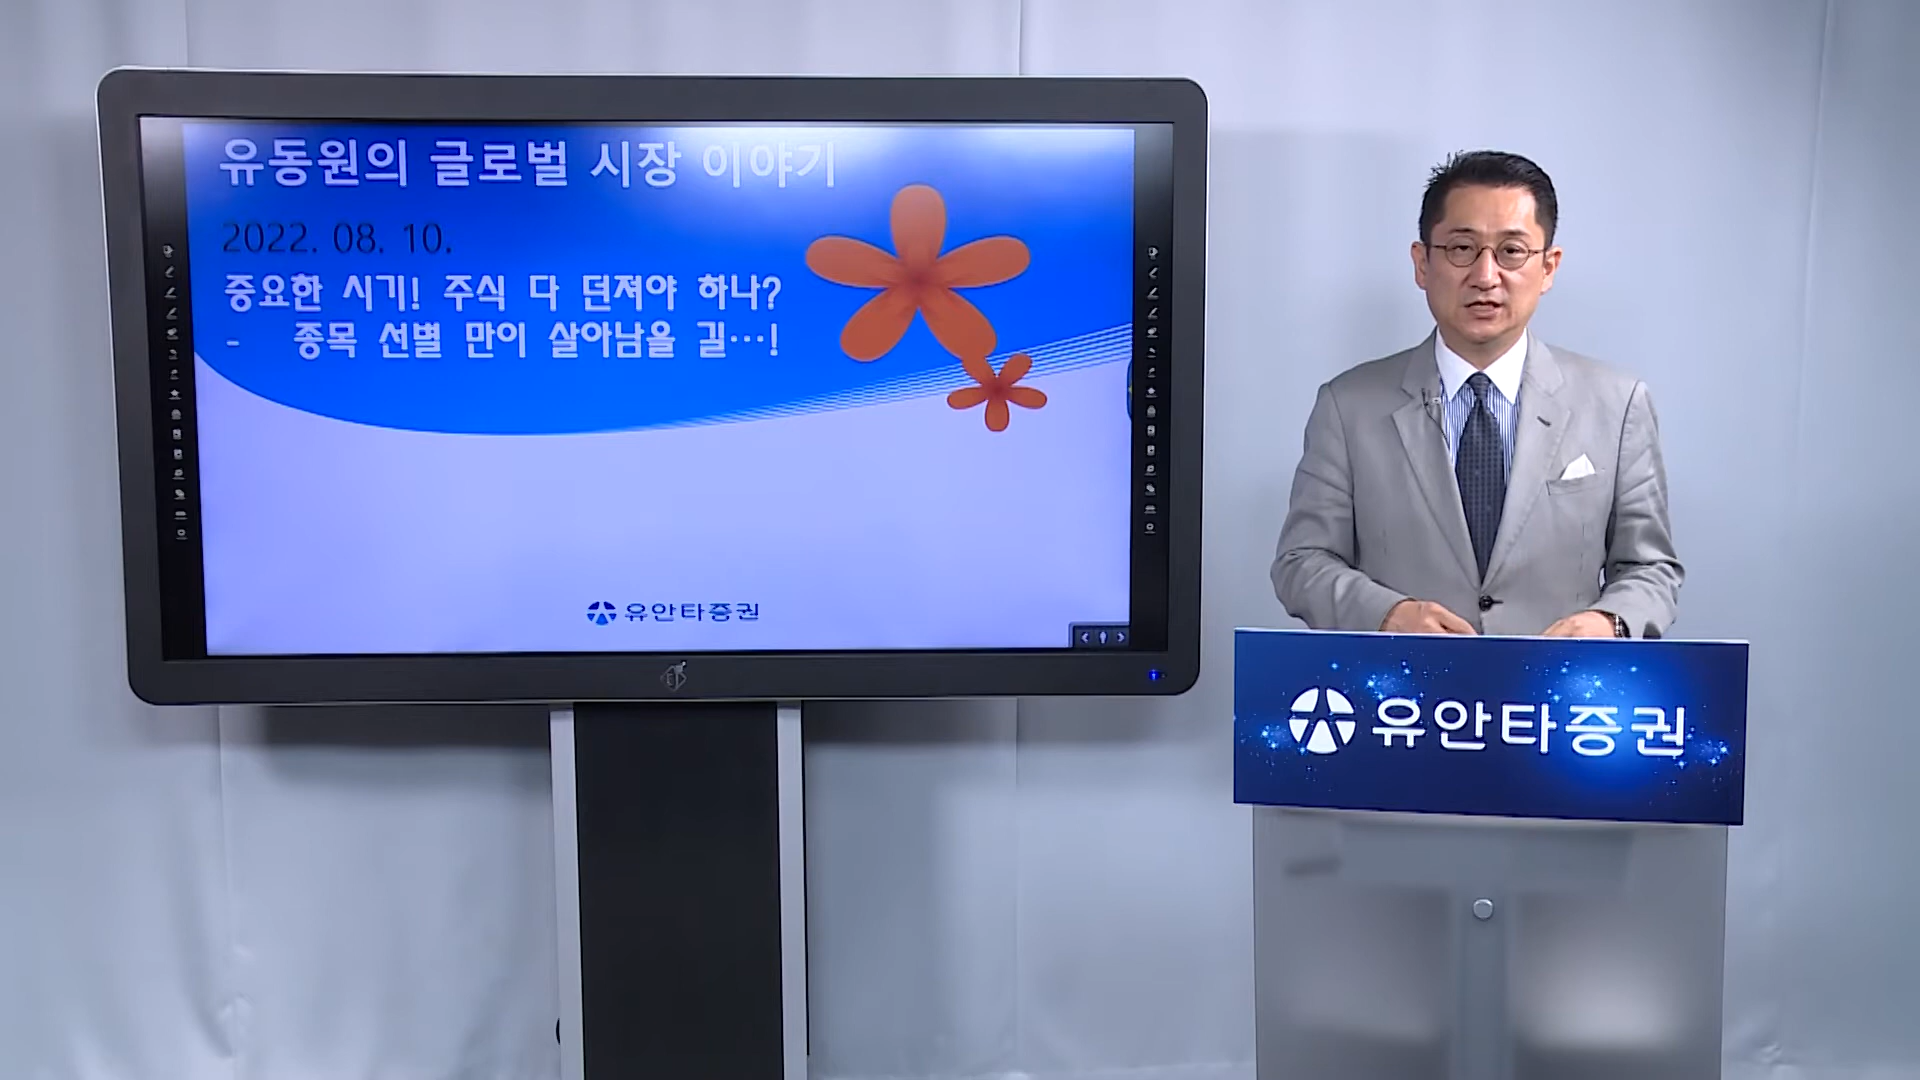 유동원의 글로벌 시장 이야기
2022. 08. 10.
중요한 시기! 주식 다 던져야 하나?
- 종목 선별 만이 살아남을 길...!
유안타증권
유안타증권